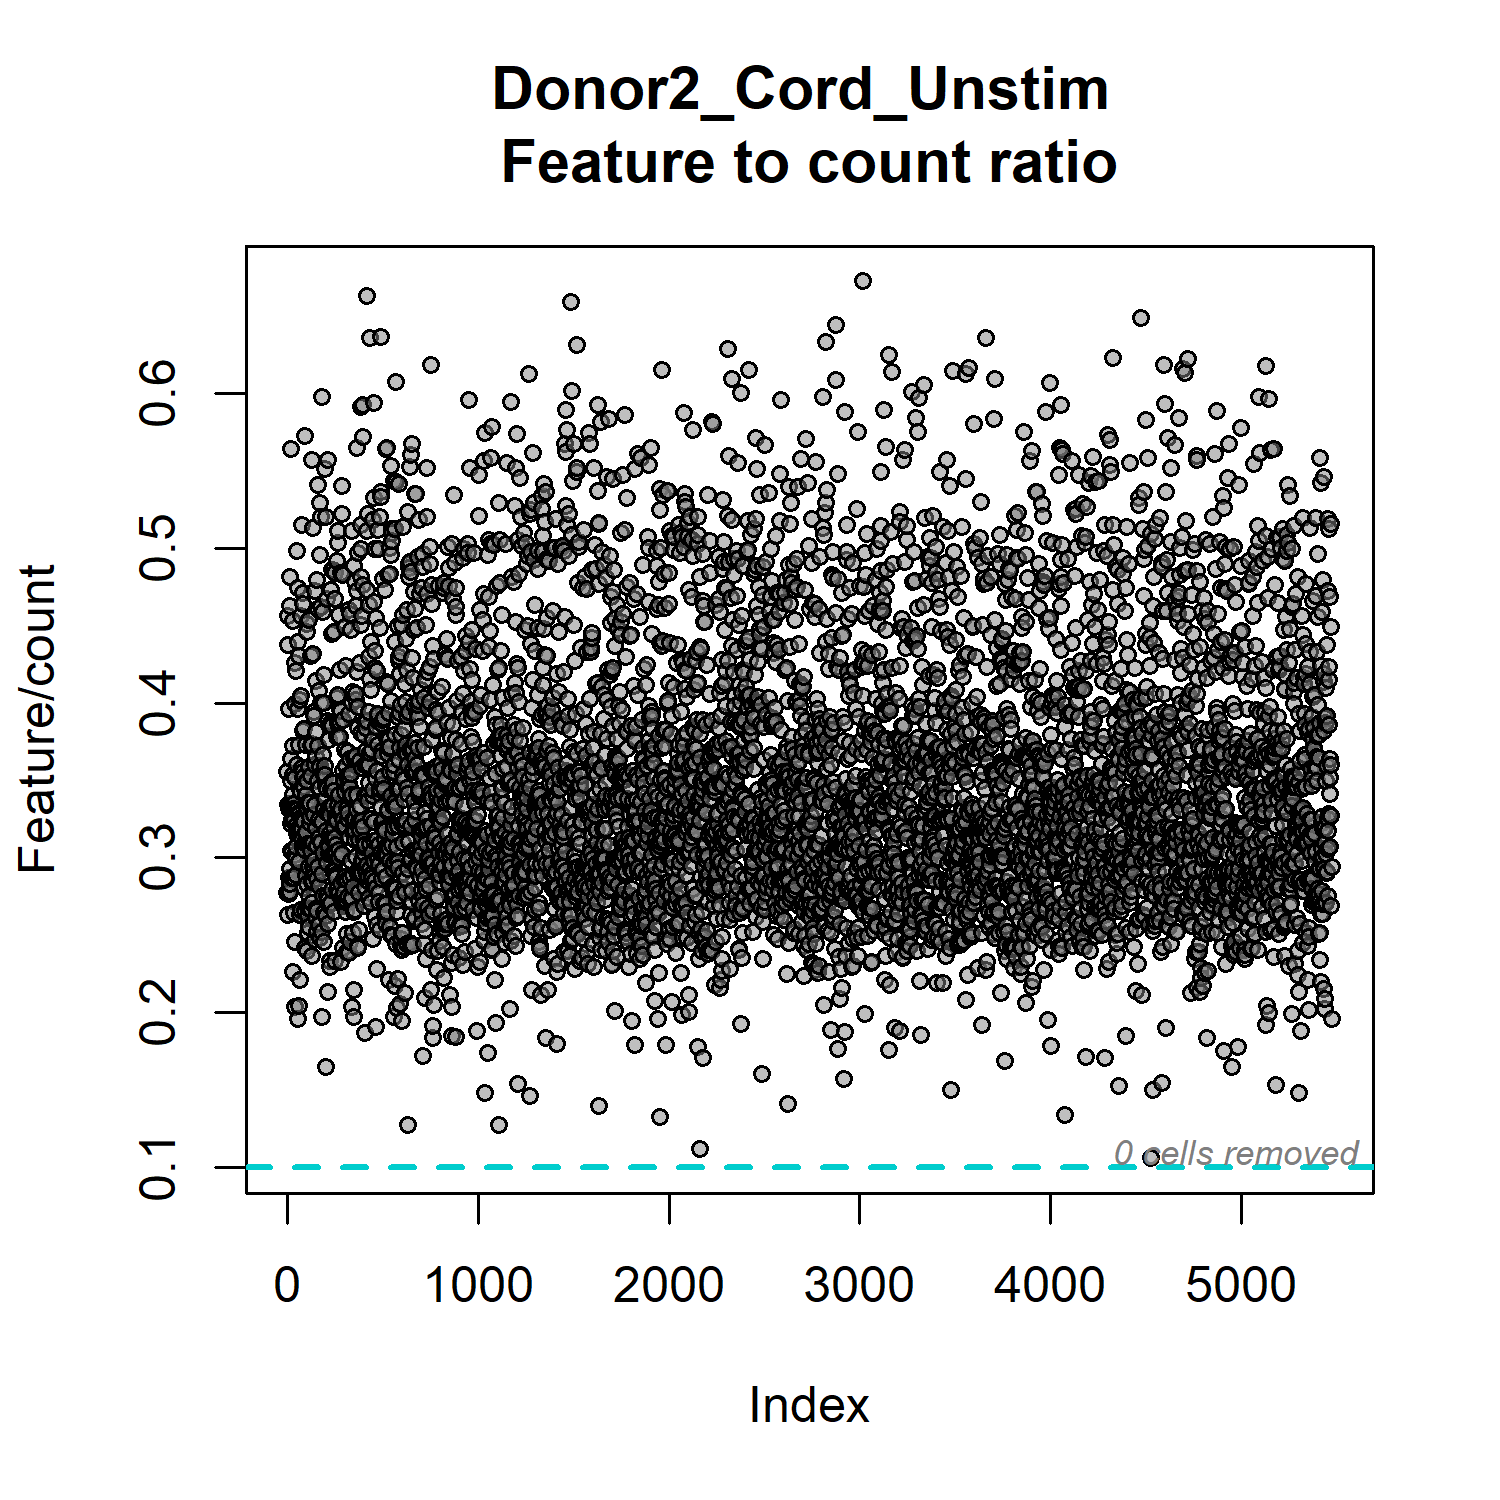 Donor2_Cord_Unstim
Feature to count ratio
Feature/count
0.6
0.5
0.4
0.3
0.2
0.1
0 cells removed
0 1000 2000 3000 4000 5000
Index